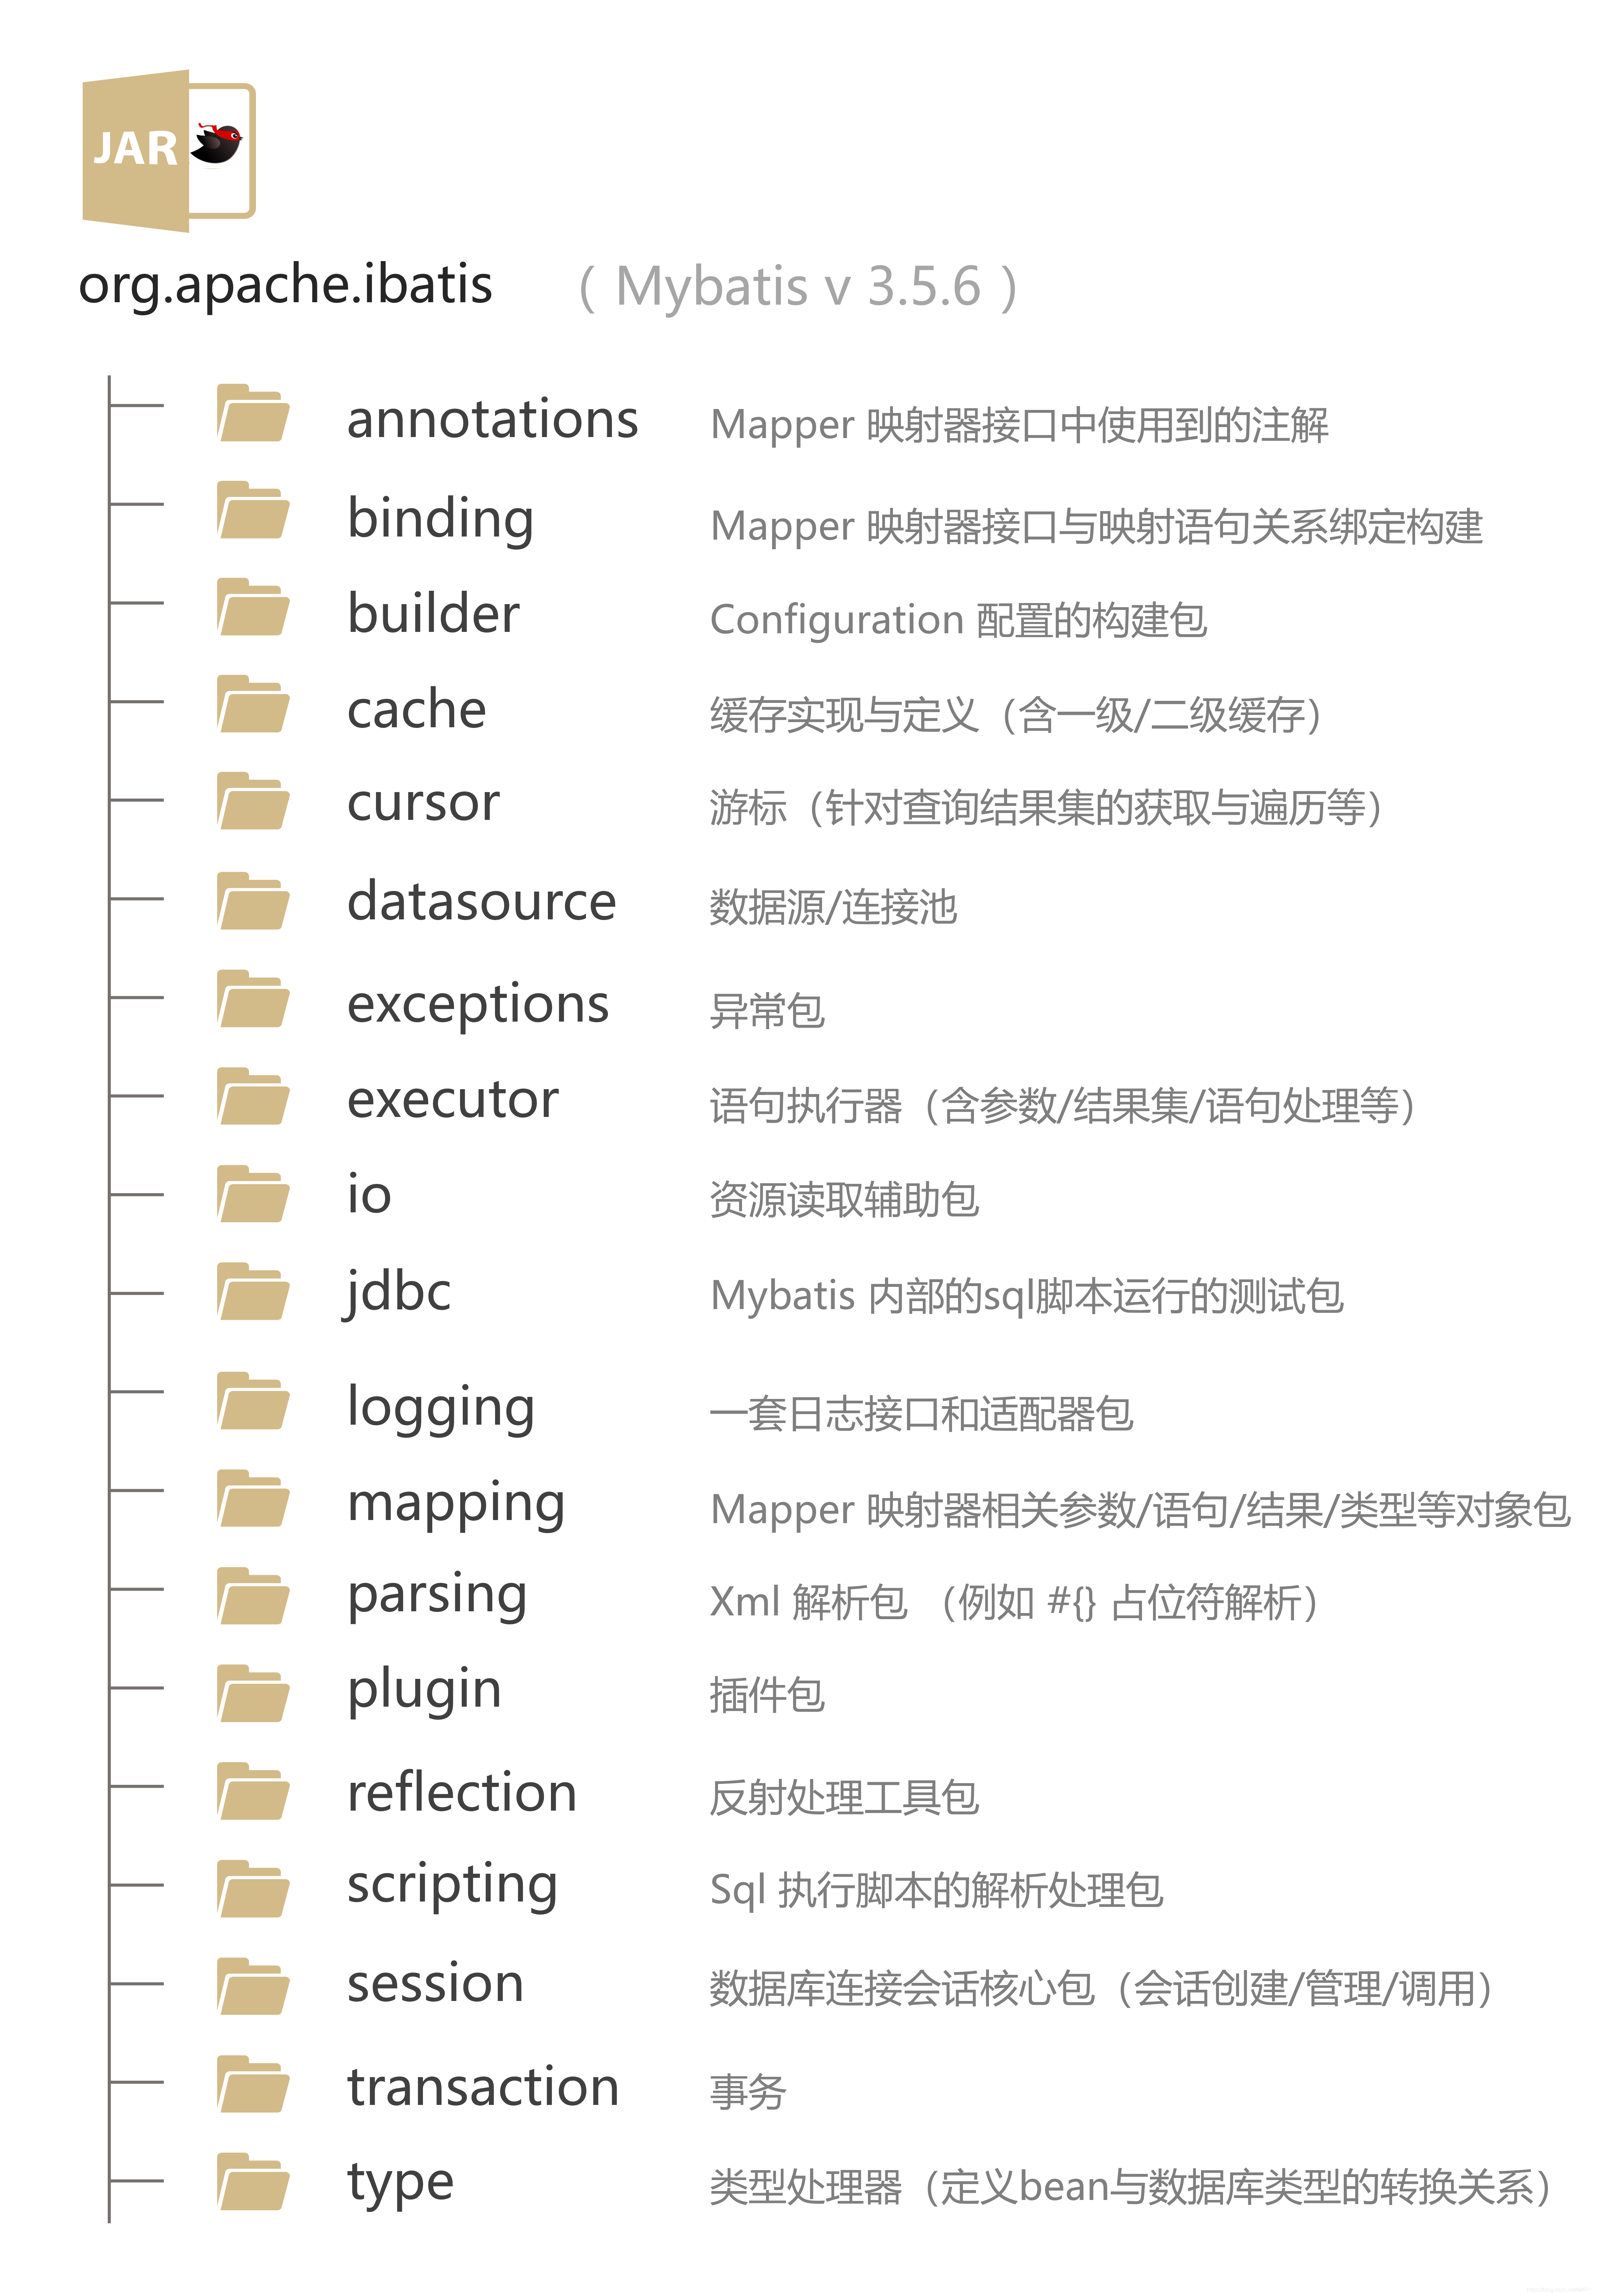 JAR
org.apache.ibatis （Mybatis v 3.5.6）
annotations Mapper 映射器接口中使用到的注解
binding Mapper 映射器接口与映射语句关系绑定构建
builder Configuration 配置的构建包
cache 缓存实现与定义（含一级/二级缓存）
cursor 游标（针对查询结果集的获取与遍历等）
datasource 数据源/连接池
exceptions 异常包
executor 语句执行器（含参数/结果集/语句处理等）
io 资源读取辅助包
jdbc Mybatis 内部的sql脚本运行的测试包
logging 一套日志接口和适配器包
mapping Mapper 映射器相关参数/语句/结果/类型等对象包
parsing Xml 解析包 （例如 #{} 占位符解析）
plugin 插件包
reflection 反射处理工具包
scripting Sql 执行脚本的解析处理包
session 数据库连接会话核心包（会话创建/管理/调用）
transaction 事务
type 类型处理器（定义bean与数据库类型的转换关系）